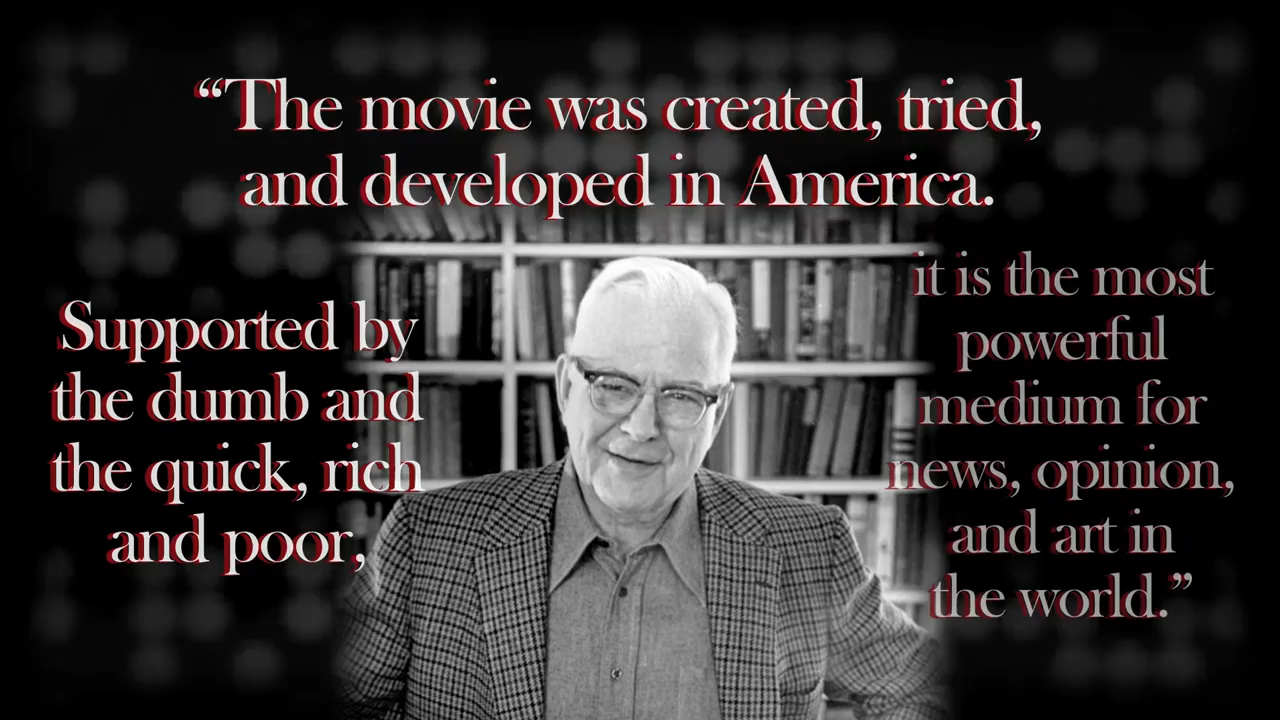 “The movie was created, tried,
and developed in America.
Supported by
the dumb and
the quick, rich
and poor,
it is the most
powerful
medium for
news, opinion,
and art in
the world.”